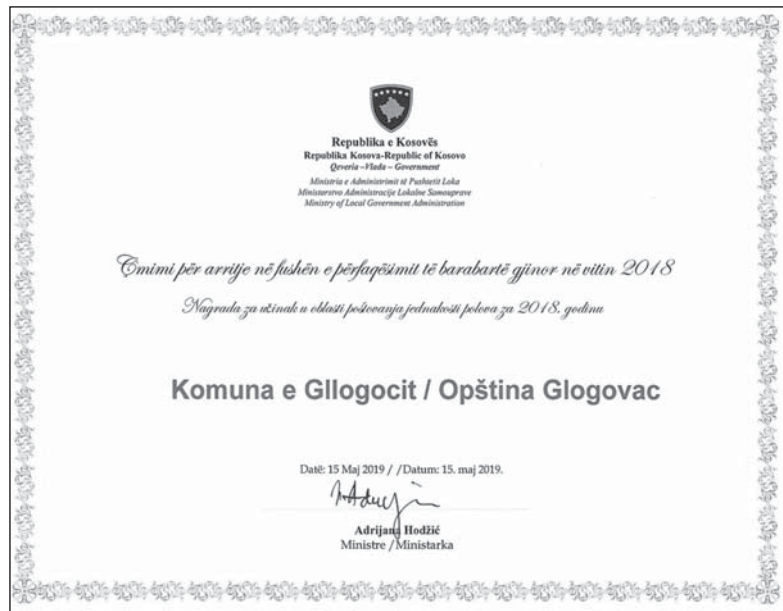 Republika e Kosovës
Republika Kosova-Republic of Kosovo
Qeveria –Vlada – Government
Ministria e Administrimit të Pushtetit Lokal
Ministarstvo Administracije Lokalne Samouprave
Ministry of Local Government Administration
Çmimi për arritje në fushën e përfaqësimit të barabartë gjinor në vitin 2018
Nagrada za učinak u oblasti poštovanja jednakosti polova za 2018. godinu
Komuna e Gllogocit / Opština Glogovac
Datë: 15 Maj 2019 / /Datum: 15. maj 2019.
Adrijana Hodžić
Ministre /Ministarka